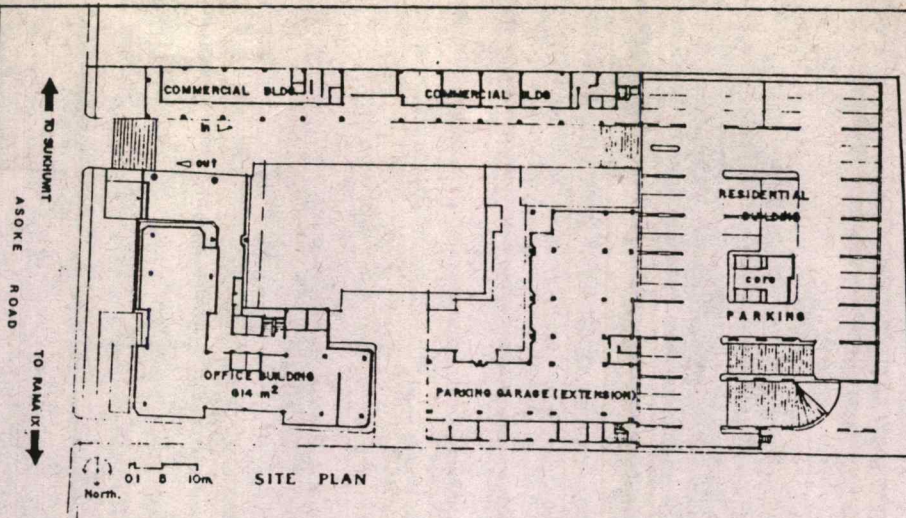 COMMERCIAL BLDG.
COMMERCIAL BLDG
In
out
TO SUKHUMVIT
ASOKE ROAD
TO RAMA IX
RESIDENTIAL
BUILDING
core
PARKING
OFFICE BUILDING
614 m²
PARKING GARAGE (EXTENSION)
North.
0 1 5 10m
SITE PLAN